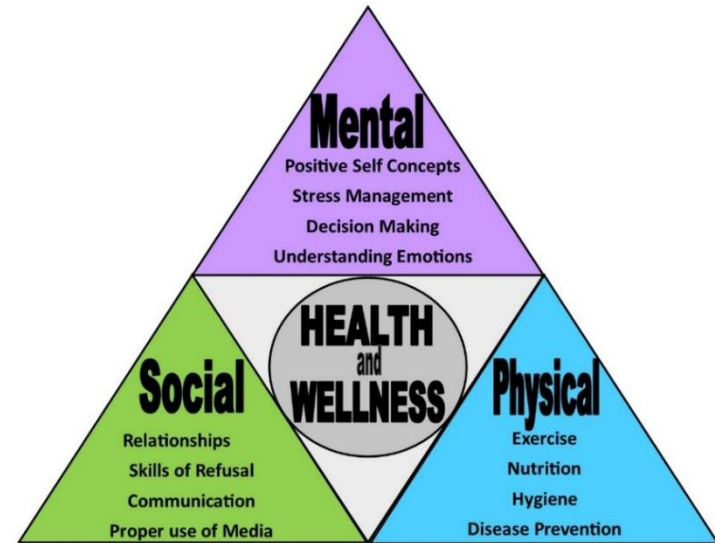 Mental
Positive Self Concepts
Stress Management
Decision Making
Understanding Emotions
HEALTH
and
WELLNESS
Social
Relationships
Skills of Refusal
Communication
Proper use of Media
Physical
Exercise
Nutrition
Hygiene
Disease Prevention